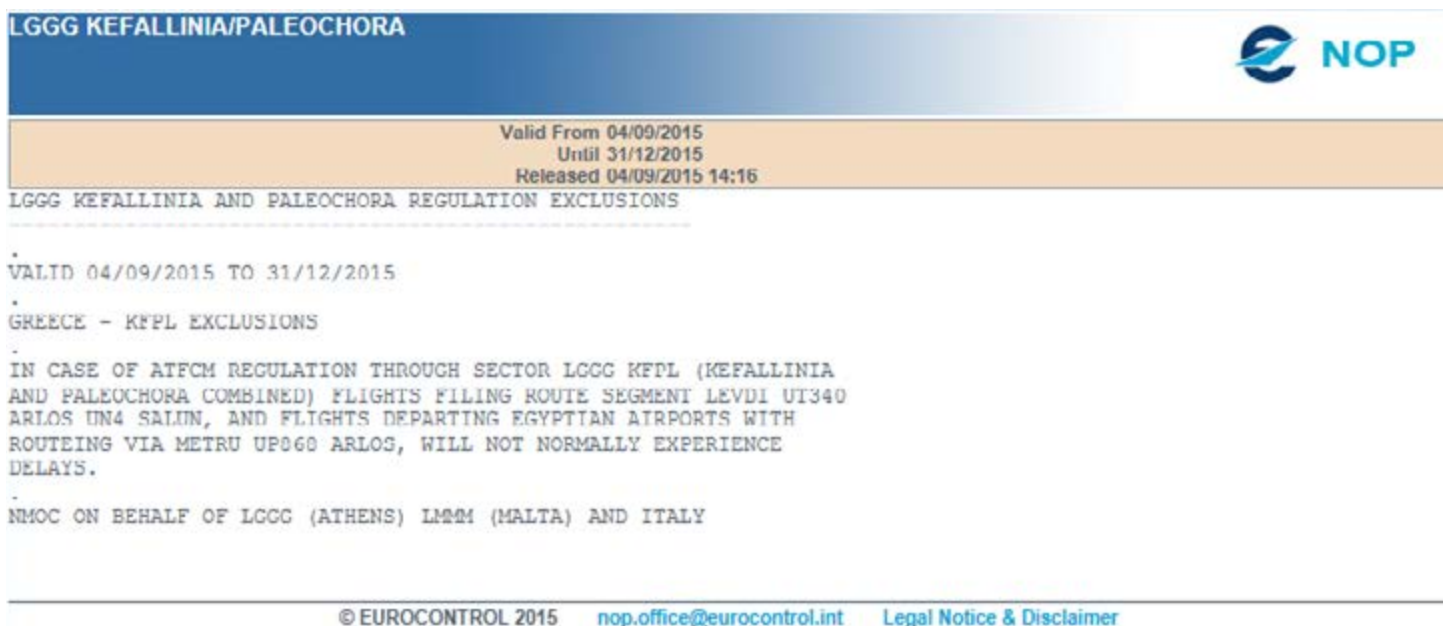 LGGG KEFALLINIA/PALEOCHORA
NOP
Valid From 04/09/2015
Until 31/12/2015
Released 04/09/2015 14:16
LGGG KEFALLINIA AND PALEOCHORA REGULATION EXCLUSIONS
----------------------------------------------------
.
VALID 04/09/2015 TO 31/12/2015
.
GREECE - KFPL EXCLUSIONS
.
IN CASE OF ATFCM REGULATION THROUGH SECTOR LGGG KFPL (KEFALLINIA
AND PALEOCHORA COMBINED) FLIGHTS FILING ROUTE SEGMENT LEVDI UT340
ARLOS UN4 SALUN, AND FLIGHTS DEPARTING EGYPTIAN AIRPORTS WITH
ROUTEING VIA METRU UP860 ARLOS, WILL NOT NORMALLY EXPERIENCE
DELAYS.
.
NMOC ON BEHALF OF LGGG (ATHENS) LMMM (MALTA) AND ITALY
© EUROCONTROL 2015 nop.office@eurocontrol.int Legal Notice & Disclaimer